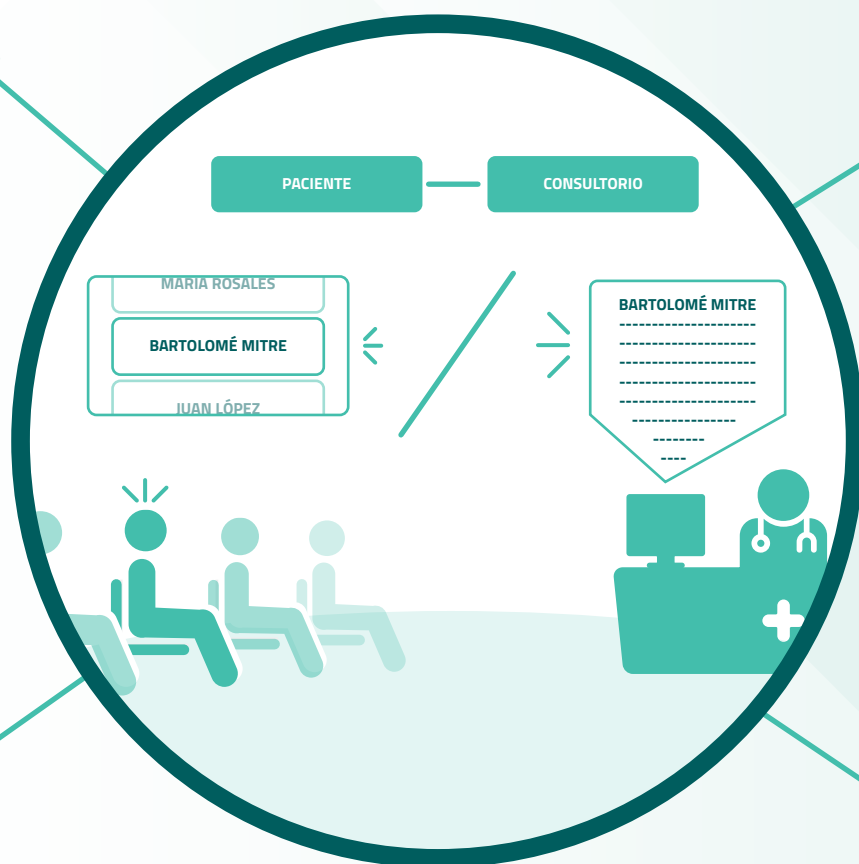 PACIENTE
CONSULTORIO
MARIA ROSALES
BARTOLOMÉ MITRE
JUAN LÓPEZ
BARTOLOMÉ MITRE